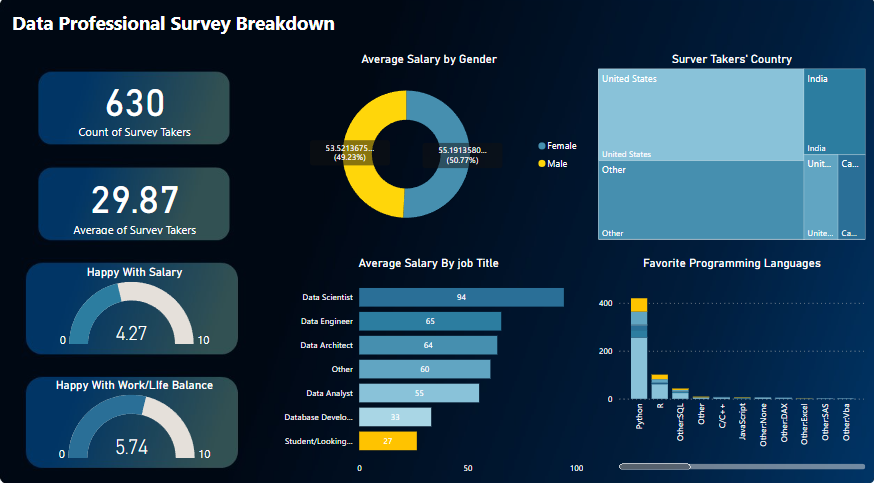 Data Professional Survey Breakdown
630
Count of Survey Takers
29.87
Average of Survey Takers
Happy With Salary
4.27
0
10
Happy With Work/LIfe Balance
5.74
0
10
Average Salary by Gender
53.5213675...
(49.23%)
55.1913580...
(50.77%)
Female
Male
Surver Takers' Country
United States
United States
Other
Other
India
India
Unit...
Unite...
Ca...
Ca...
Average Salary By job Title
Data Scientist
94
Data Engineer
65
Data Architect
64
Other
60
Data Analyst
55
Database Develo...
33
Student/Looking...
27
0
50
100
Favorite Programming Languages
400
200
0
Python
R
Other:SQL
Other
C/C++
JavaScript
Other:None
Other:DAX
Other:Excel
Other:SAS
Other:Vba